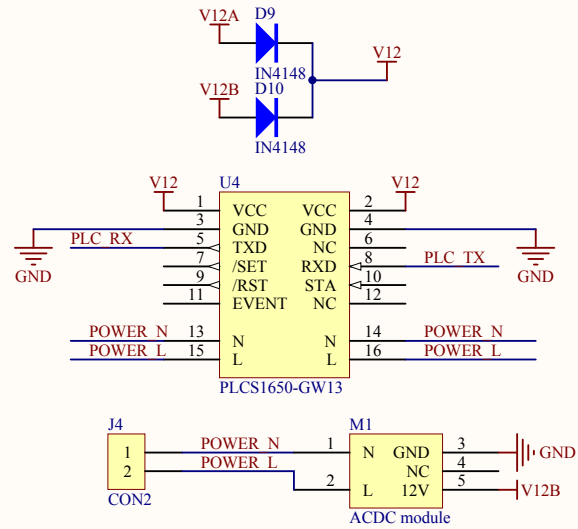 D9
V12A
IN4148
V12
D10
V12B
IN4148
U4
V12 V12
1 VCC VCC 2
3 GND GND 4
PLC_RX 5 TXD NC 6
7 /SET RXD 8 PLC_TX
9 /RST STA 10
11 EVENT NC 12
GND GND
POWER_N 13 N N 14 POWER_N
POWER_L 15 L L 16 POWER_L
PLCS1650-GW13
J4 M1
1 POWER_N 1 N GND 3 GND
2 POWER_L NC 4
2 L 12V 5 V12B
CON2
ACDC module